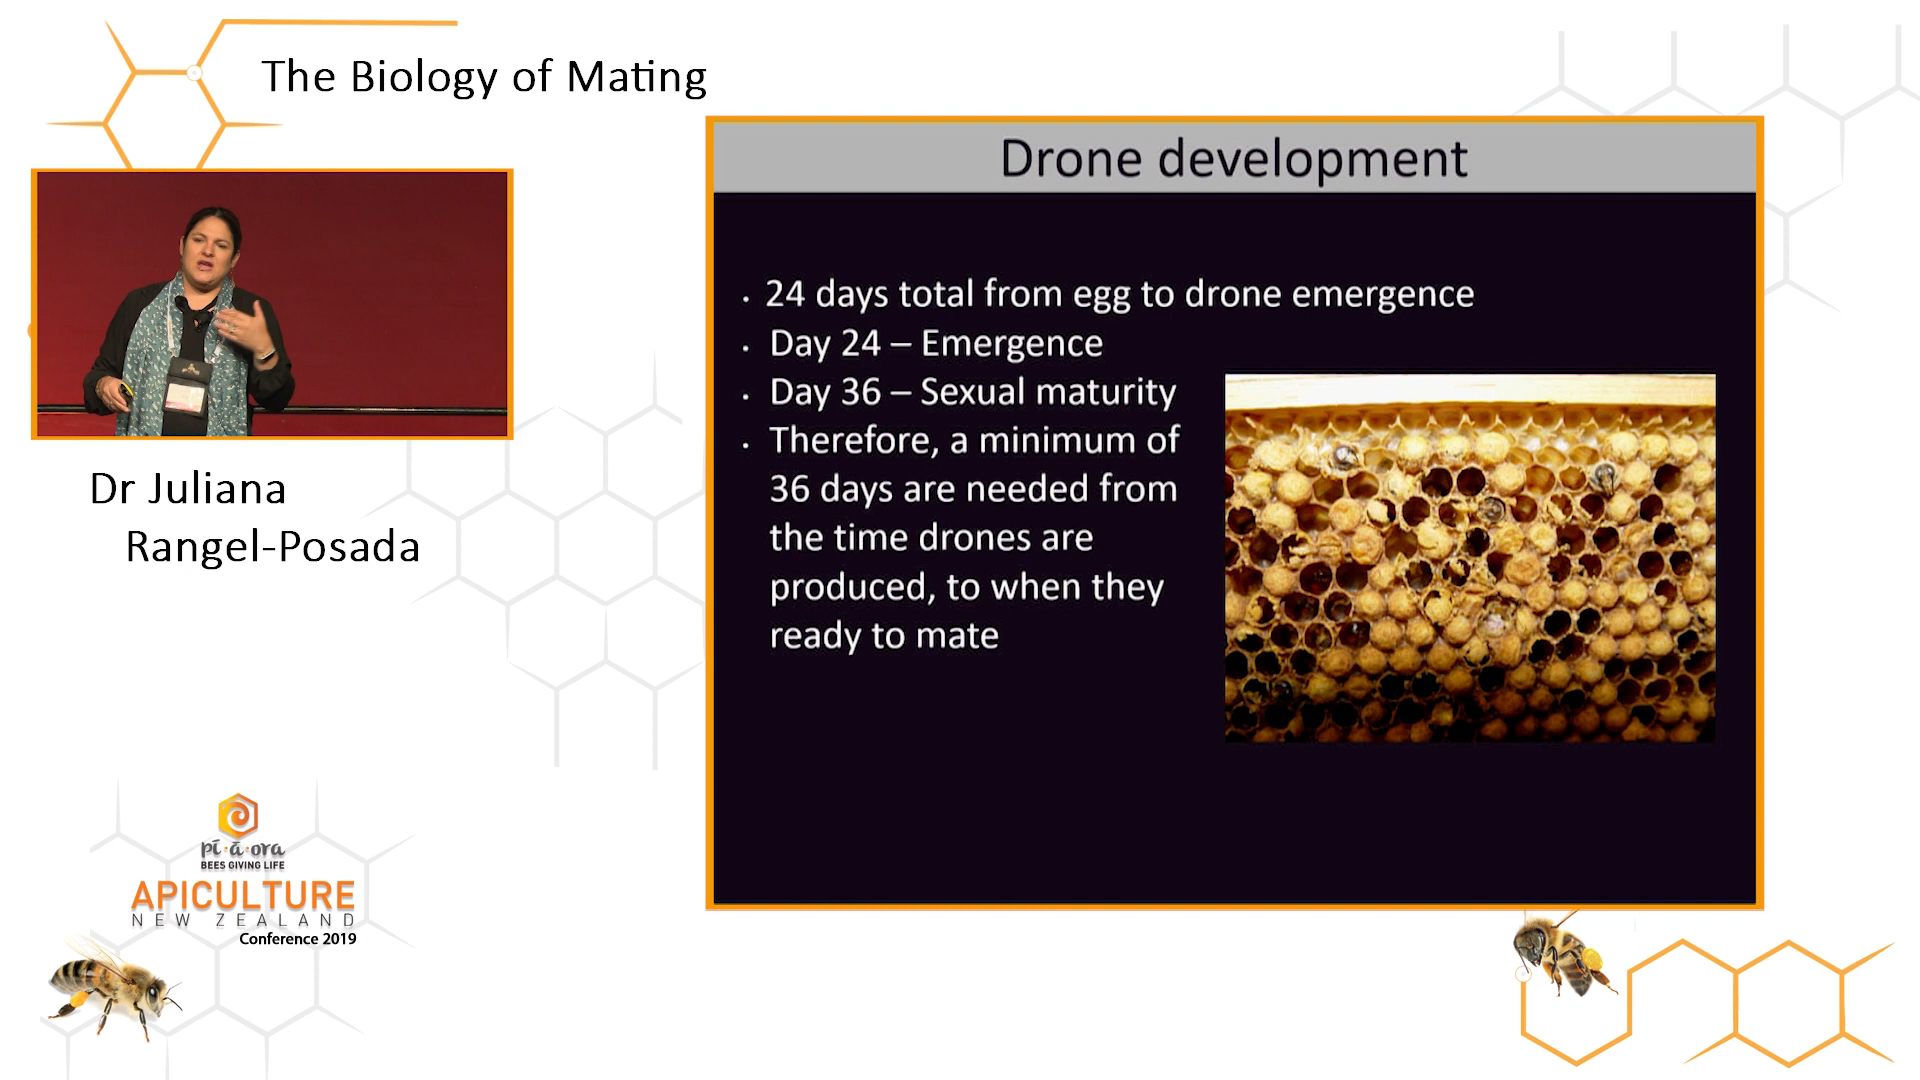 The Biology of Mating
Drone development
. 24 days total from egg to drone emergence
. Day 24 – Emergence
. Day 36 – Sexual maturity
. Therefore, a minimum of
36 days are needed from
the time drones are
produced, to when they
ready to mate
Dr Juliana
Rangel-Posada
pī·ā·ora
BEES GIVING LIFE
APICULTURE
NEW ZEALAND
Conference 2019